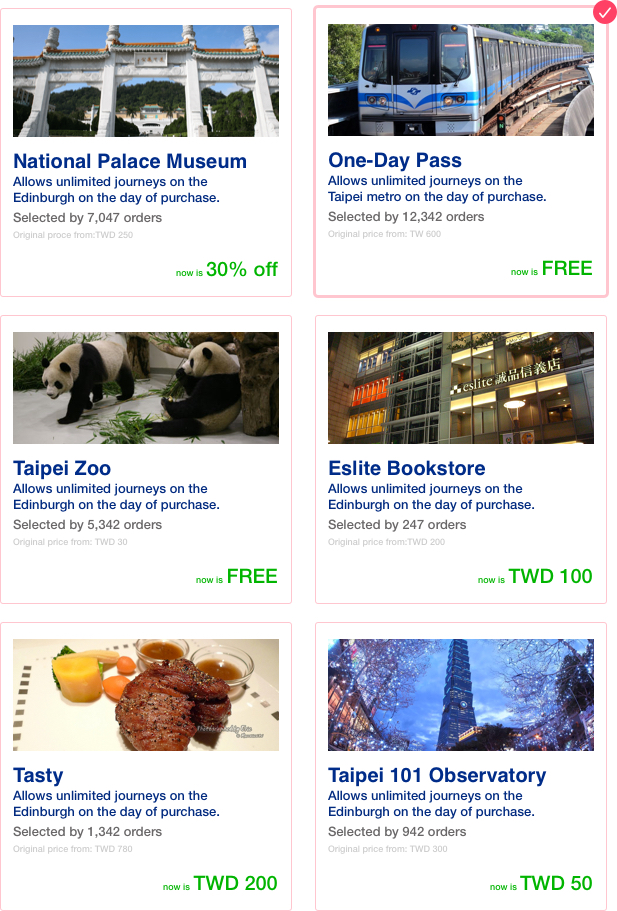 National Palace Museum
Allows unlimited journeys on the
Edinburgh on the day of purchase.
Selected by 7,047 orders
Original proce from:TWD 250
now is 30% off
One-Day Pass
Allows unlimited journeys on the
Taipei metro on the day of purchase.
Selected by 12,342 orders
Original price from: TW 600
now is FREE
Taipei Zoo
Allows unlimited journeys on the
Edinburgh on the day of purchase.
Selected by 5,342 orders
Original price from: TWD 30
now is FREE
eslite 誠品信義店
Eslite Bookstore
Allows unlimited journeys on the
Edinburgh on the day of purchase.
Selected by 247 orders
Original price from:TWD 200
now is TWD 100
Tasty
Allows unlimited journeys on the
Edinburgh on the day of purchase.
Selected by 1,342 orders
Original price from: TWD 780
now is TWD 200
Taipei 101 Observatory
Allows unlimited journeys on the
Edinburgh on the day of purchase.
Selected by 942 orders
Original price from: TWD 300
now is TWD 50